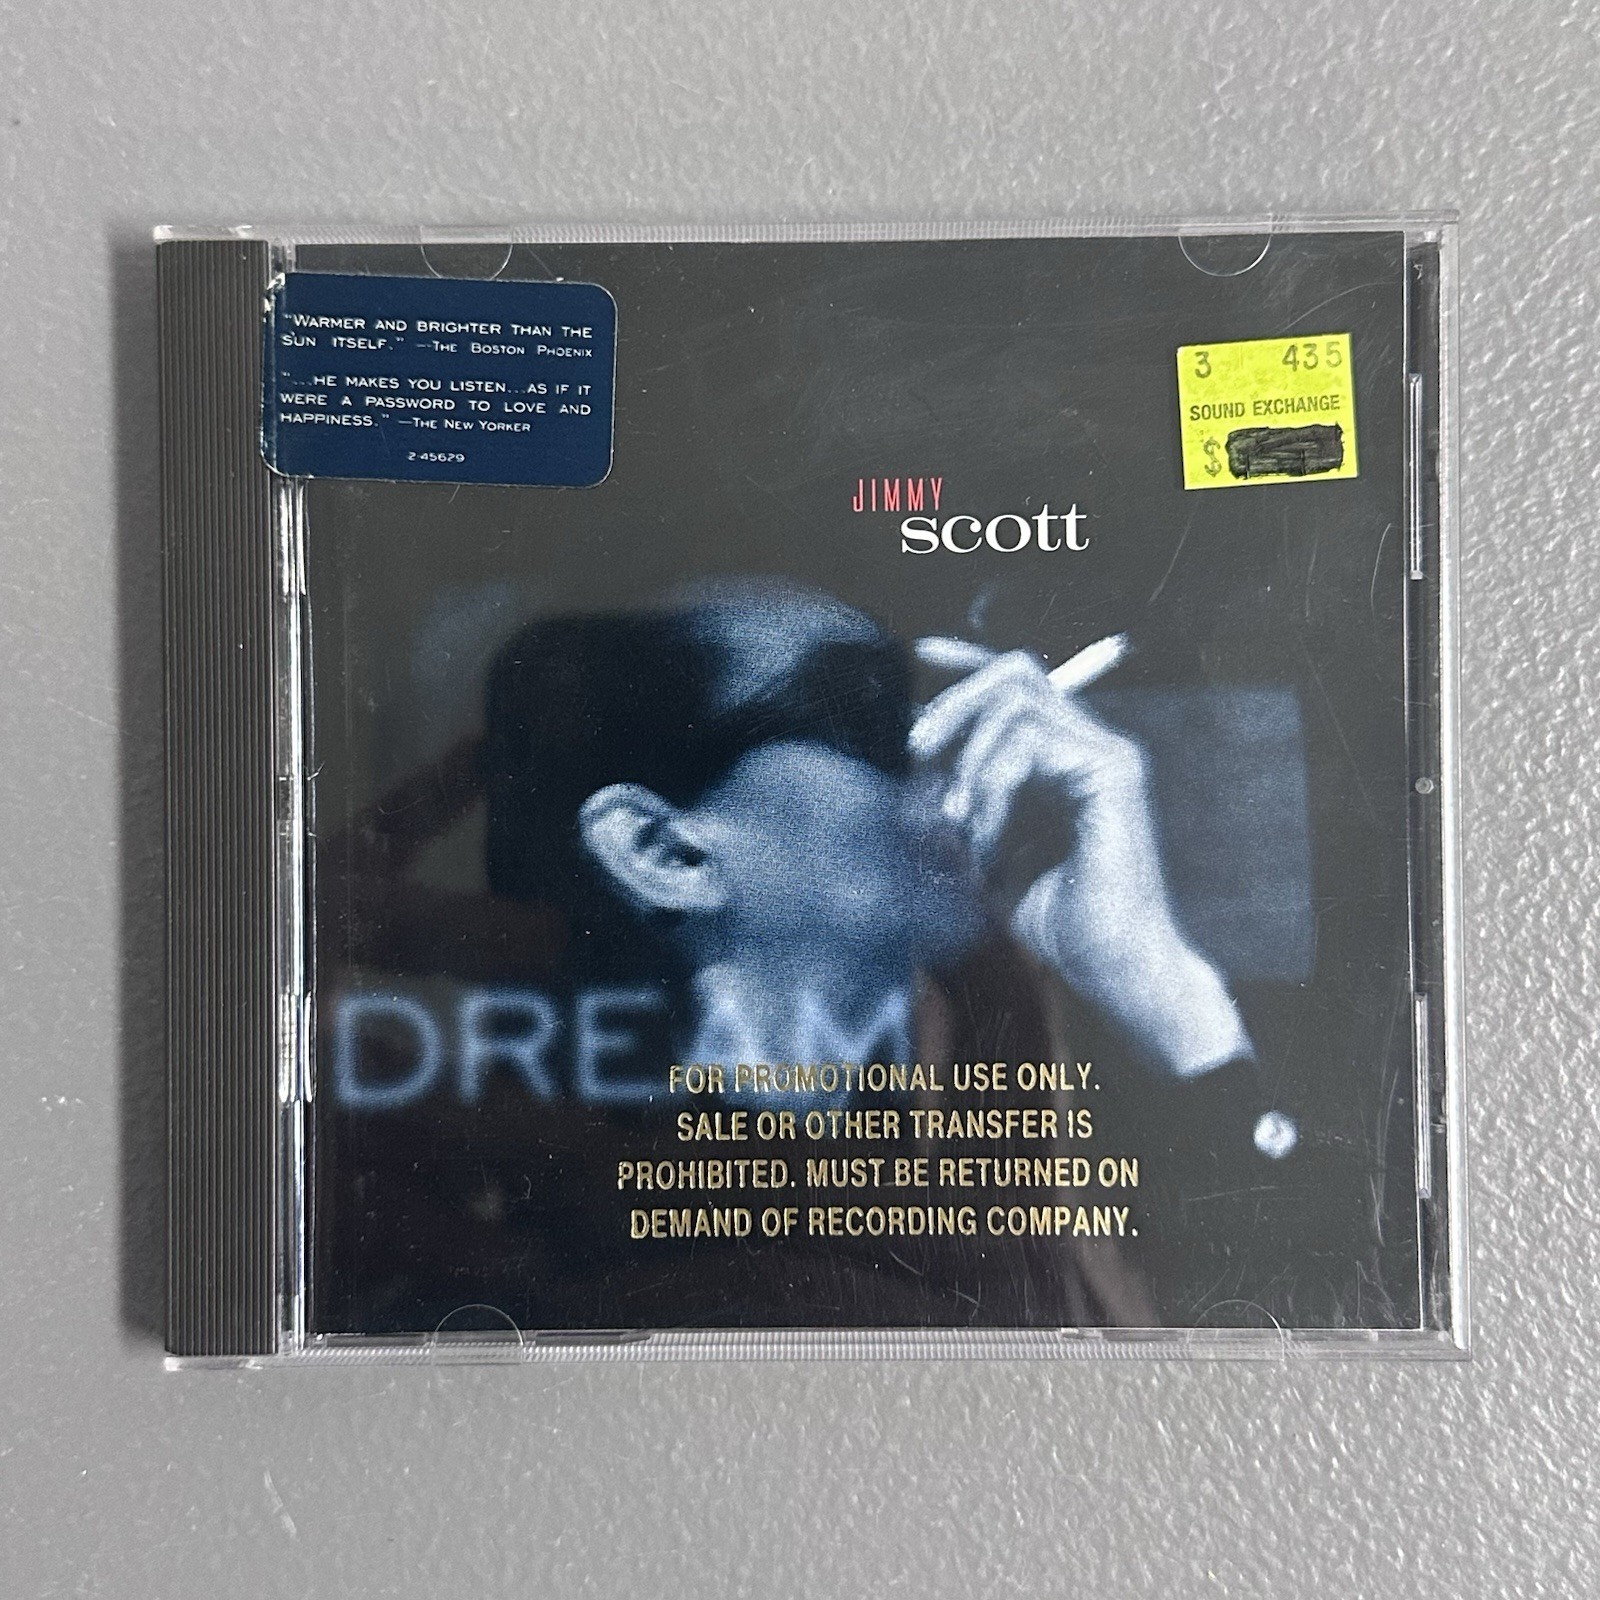 "WARMER AND BRIGHTER THAN THE
SUN ITSELF." —THE BOSTON PHOENIX
"...HE MAKES YOU LISTEN...AS IF IT
WERE A PASSWORD TO LOVE AND
HAPPINESS." —THE NEW YORKER
2-45629
3 435
SOUND EXCHANGE
$
JIMMY
scott
DREAM
FOR PROMOTIONAL USE ONLY.
SALE OR OTHER TRANSFER IS
PROHIBITED. MUST BE RETURNED ON
DEMAND OF RECORDING COMPANY.